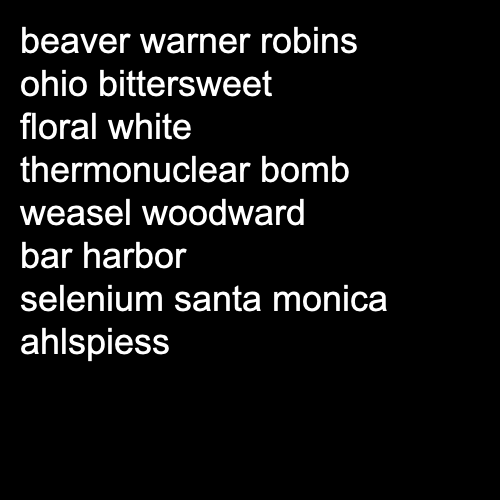 beaver warner robins
ohio bittersweet
floral white
thermonuclear bomb
weasel woodward
bar harbor
selenium santa monica
ahlspiess